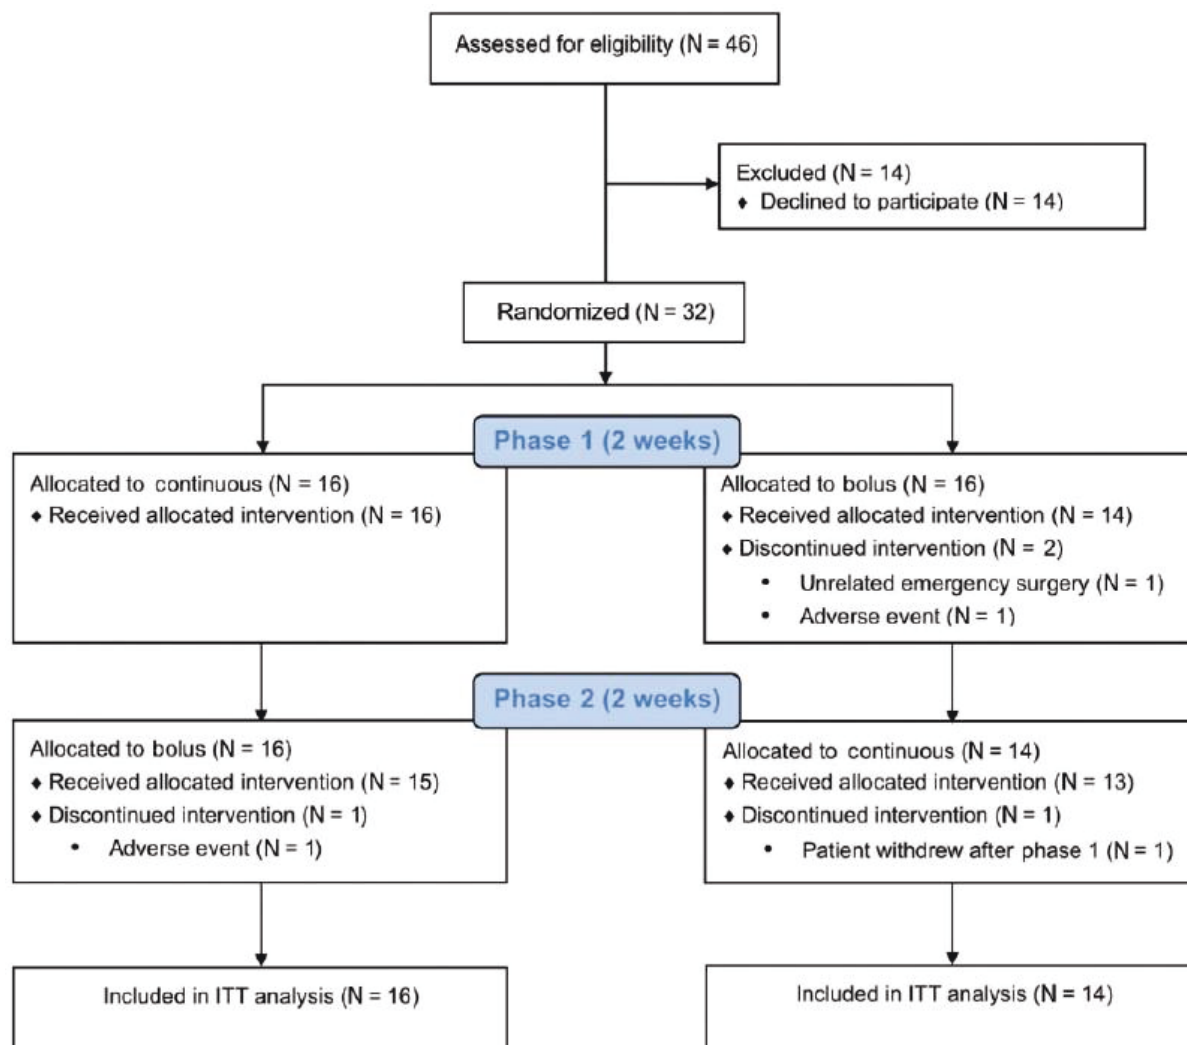 Assessed for eligibility (N = 46)
Excluded (N = 14)
♦ Declined to participate (N = 14)
Randomized (N = 32)
Phase 1 (2 weeks)
Allocated to continuous (N = 16)
♦ Received allocated intervention (N = 16)
Allocated to bolus (N = 16)
♦ Received allocated intervention (N = 14)
♦ Discontinued intervention (N = 2)
• Unrelated emergency surgery (N = 1)
• Adverse event (N = 1)
Phase 2 (2 weeks)
Allocated to bolus (N = 16)
♦ Received allocated intervention (N = 15)
♦ Discontinued intervention (N = 1)
• Adverse event (N = 1)
Allocated to continuous (N = 14)
♦ Received allocated intervention (N = 13)
♦ Discontinued intervention (N = 1)
• Patient withdrew after phase 1 (N = 1)
Included in ITT analysis (N = 16)
Included in ITT analysis (N = 14)